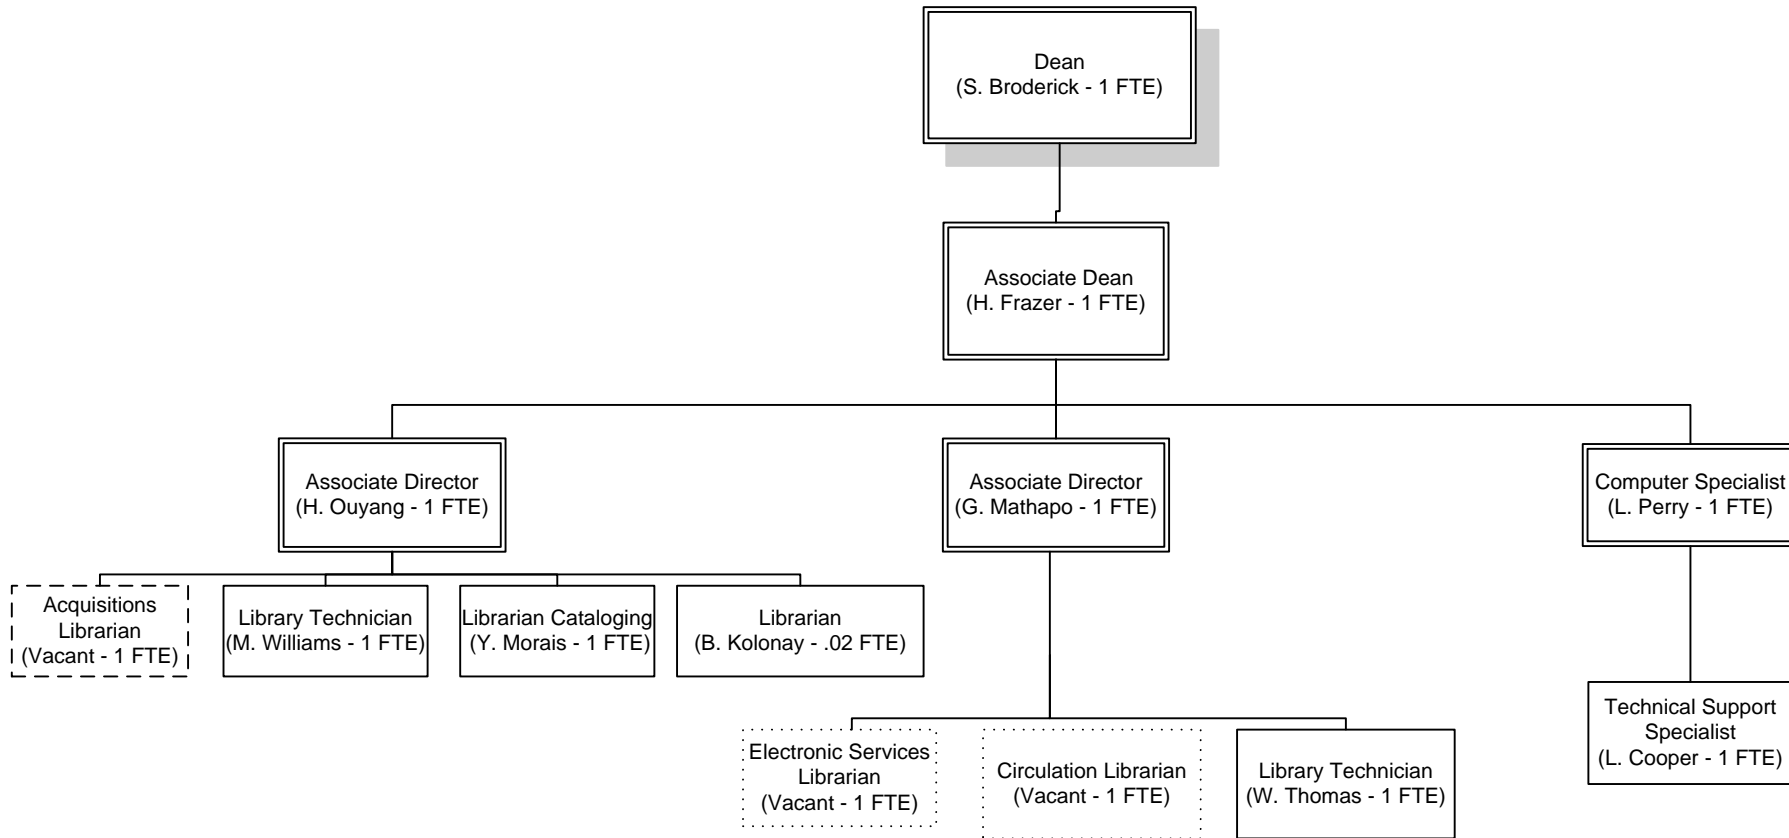 Dean
(S. Broderick - 1 FTE)
Associate Dean
(H. Frazer - 1 FTE)
Associate Director
(H. Ouyang - 1 FTE)
Associate Director
(G. Mathapo - 1 FTE)
Computer Specialist
(L. Perry - 1 FTE)
Acquisitions
Librarian
(Vacant - 1 FTE)
Library Technician
(M. Williams - 1 FTE)
Librarian Cataloging
(Y. Morais - 1 FTE)
Librarian
(B. Kolonay - .02 FTE)
Electronic Services
Librarian
(Vacant - 1 FTE)
Circulation Librarian
(Vacant - 1 FTE)
Library Technician
(W. Thomas - 1 FTE)
Technical Support
Specialist
(L. Cooper - 1 FTE)